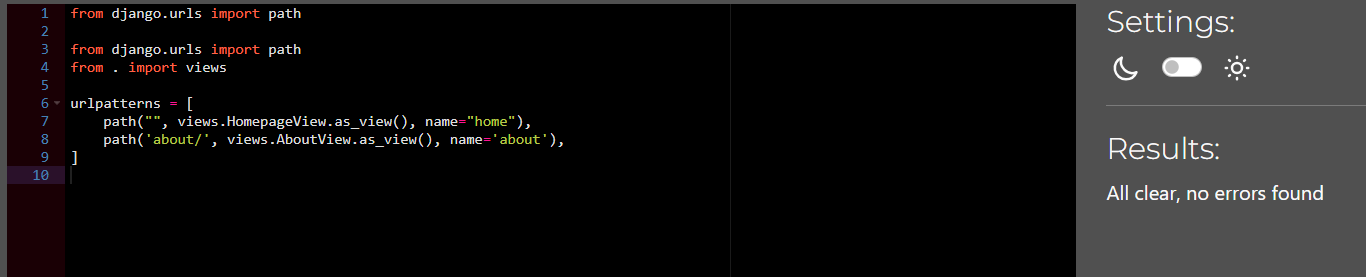 1 from django.urls import path
2
3 from django.urls import path
4 from . import views
5
6 urlpatterns = [
7     path("", views.HomepageView.as_view(), name="home"),
8     path('about/', views.AboutView.as_view(), name='about'),
9 ]
10
Settings:
Results:
All clear, no errors found